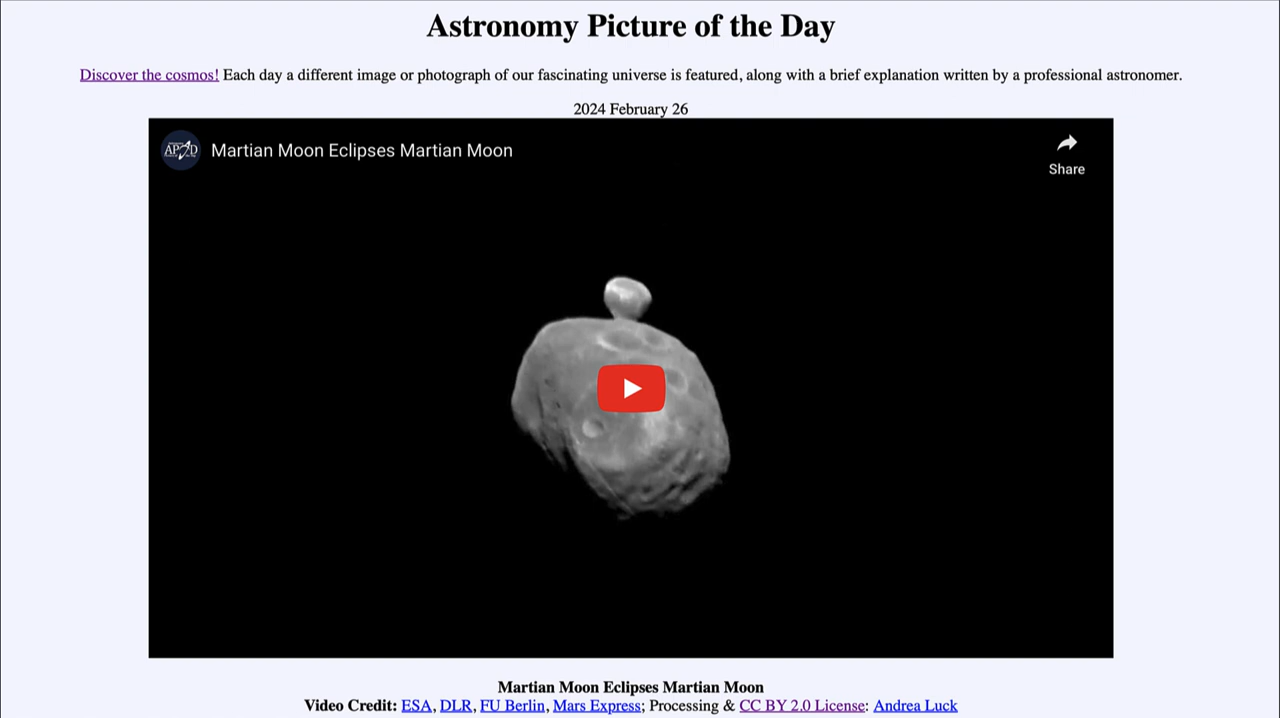 Astronomy Picture of the Day
Discover the cosmos! Each day a different image or photograph of our fascinating universe is featured, along with a brief explanation written by a professional astronomer.
2024 February 26
APOD Martian Moon Eclipses Martian Moon
Share
Martian Moon Eclipses Martian Moon
Video Credit: ESA, DLR, FU Berlin, Mars Express; Processing & CC BY 2.0 License: Andrea Luck